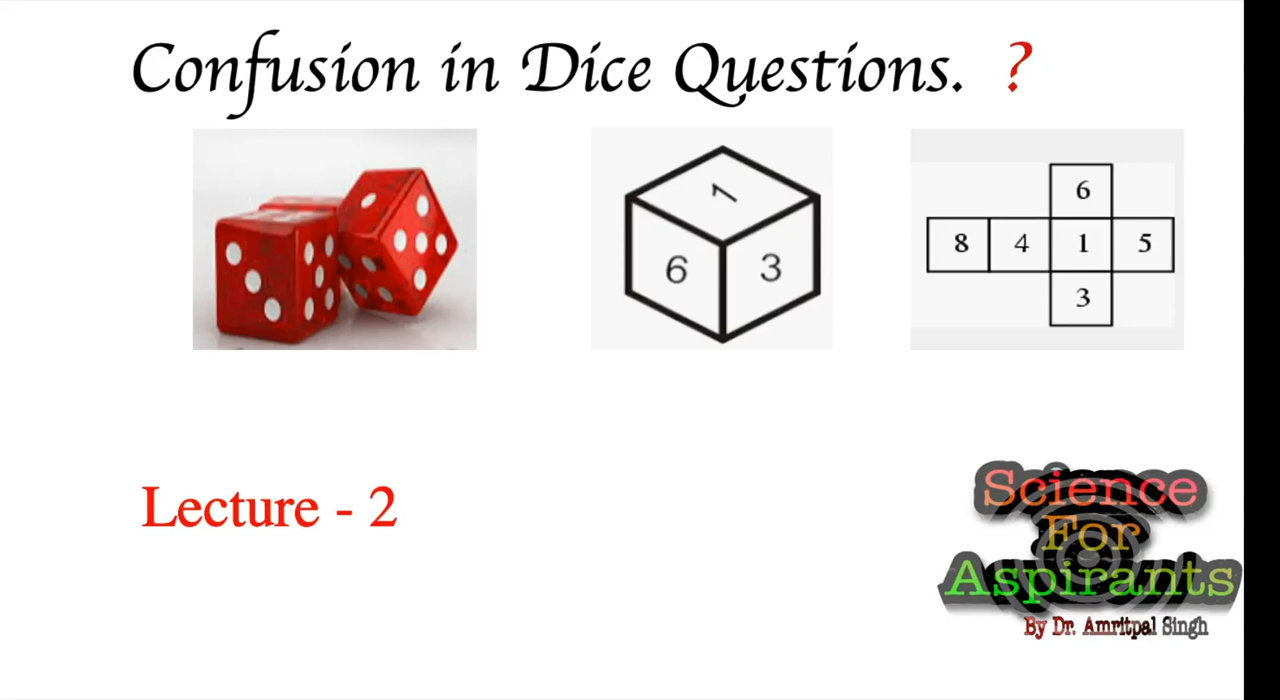 Confusion in Dice Questions. ?
1
6 3
6
8 4 1 5
3
Lecture - 2
Science
For
Aspirants
By Dr. Amritpal Singh